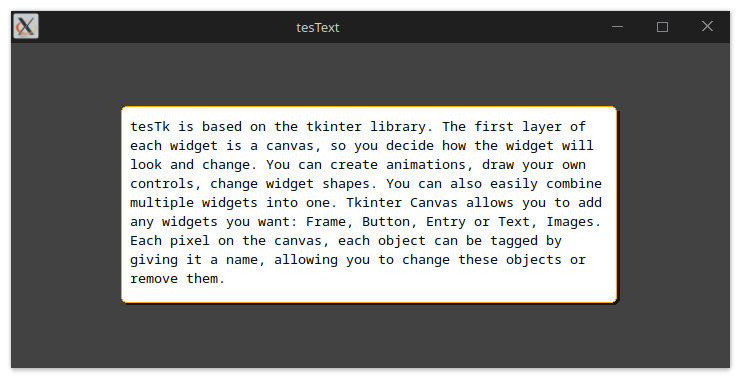 tesText
tesTk is based on the tkinter library. The first layer of
each widget is a canvas, so you decide how the widget will
look and change. You can create animations, draw your own
controls, change widget shapes. You can also easily combine
multiple widgets into one. Tkinter Canvas allows you to add
any widgets you want: Frame, Button, Entry or Text, Images.
Each pixel on the canvas, each object can be tagged by
giving it a name, allowing you to change these objects or
remove them.